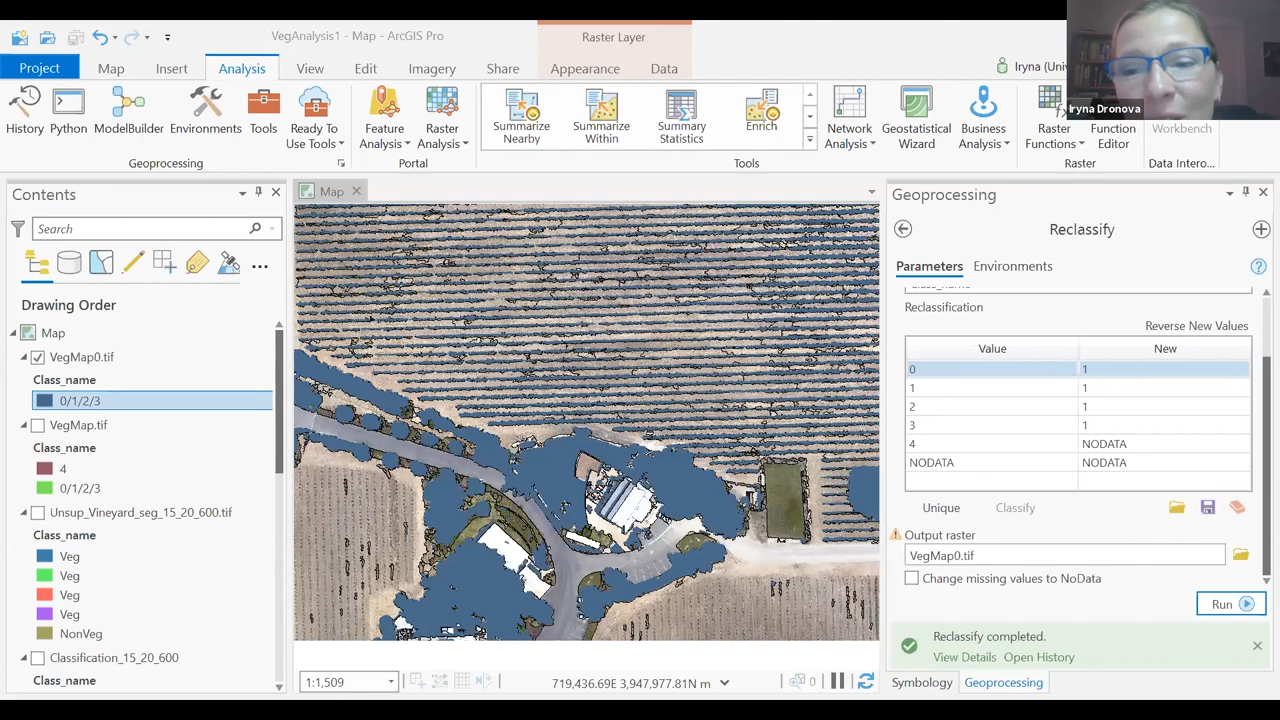 VegAnalysis1 - Map - ArcGIS Pro
Raster Layer
Iryna (Univ
Iryna Dronova
Project
Map
Insert
Analysis
View
Edit
Imagery
Share
Appearance
Data
History
Python
ModelBuilder
Environments
Tools
Ready To
Use Tools
Feature
Analysis
Raster
Analysis
Summarize
Nearby
Summarize
Within
Summary
Statistics
Enrich
Network
Analysis
Geostatistical
Wizard
Business
Analysis
Raster
Functions
Function
Editor
Workbench
Geoprocessing
Portal
Tools
Raster
Data Intero...
Contents
Search
Drawing Order
Map
VegMap0.tif
Class_name
0/1/2/3
VegMap.tif
Class_name
4
0/1/2/3
Unsup_Vineyard_seg_15_20_600.tif
Class_name
Veg
Veg
Veg
Veg
NonVeg
Classification_15_20_600
Class_name
Map
1:1,509
719,436.69E 3,947,977.81N m
0
Geoprocessing
Reclassify
Parameters Environments
Class_name
Reclassification
Reverse New Values
Value New
0 1
1 1
2 1
3 1
4 NODATA
NODATA NODATA
Unique Classify
Output raster
VegMap0.tif
Change missing values to NoData
Run
Reclassify completed.
View Details Open History
Symbology Geoprocessing